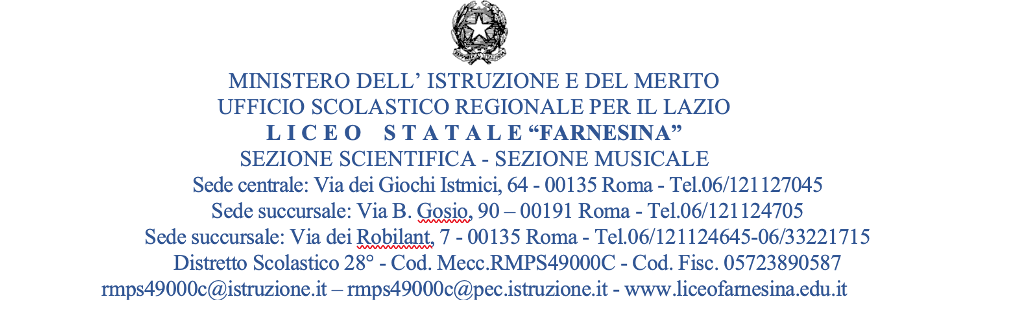 MINISTERO DELL' ISTRUZIONE E DEL MERITO
UFFICIO SCOLASTICO REGIONALE PER IL LAZIO
L I C E O S T A T A L E "FARNESINA"
SEZIONE SCIENTIFICA - SEZIONE MUSICALE
Sede centrale: Via dei Giochi Istmici, 64 - 00135 Roma - Tel.06/121127045
Sede succursale: Via B. Gosio, 90 – 00191 Roma - Tel.06/121124705
Sede succursale: Via dei Robilant, 7 - 00135 Roma - Tel.06/121124645-06/33221715
Distretto Scolastico 28° - Cod. Mecc.RMPS49000C - Cod. Fisc. 05723890587
rmps49000c@istruzione.it – rmps49000c@pec.istruzione.it - www.liceofarnesina.edu.it